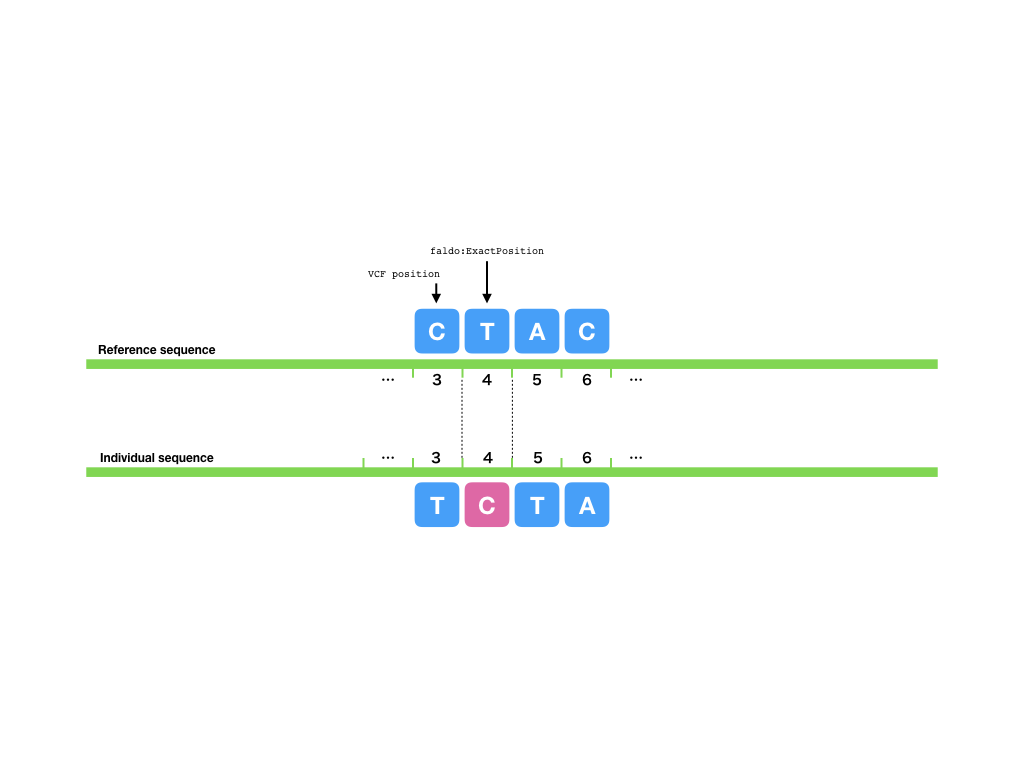 faldo:ExactPosition
VCF position
C T A C
Reference sequence
... 3 4 5 6 ...
Individual sequence ... 3 4 5 6 ...
T C T A